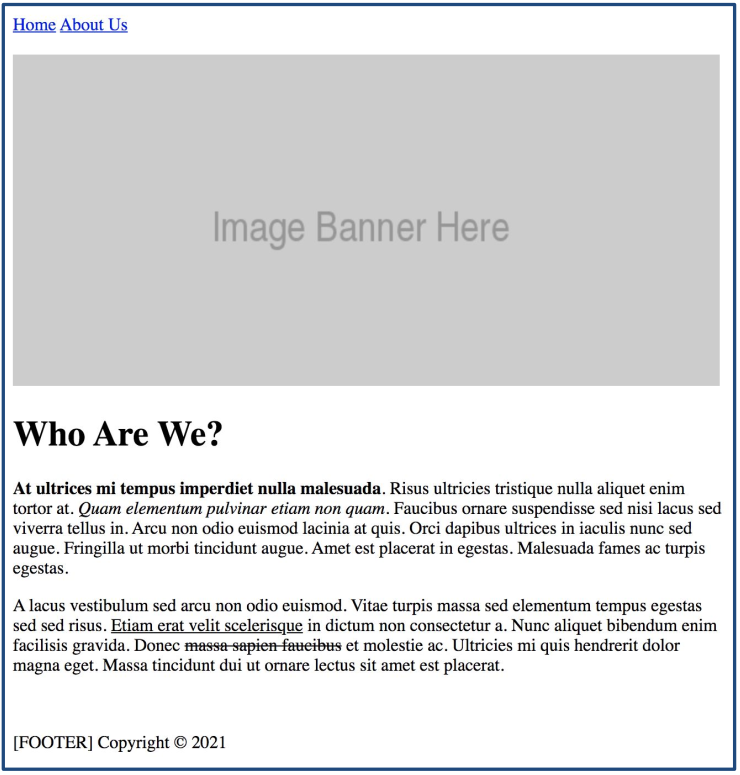 Home About Us
Image Banner Here
Who Are We?
At ultrices mi tempus imperdiet nulla malesuada. Risus ultricies tristique nulla aliquet enim
tortor at. Quam elementum pulvinar etiam non quam. Faucibus ornare suspendisse sed nisi lacus sed
viverra tellus in. Arcu non odio euismod lacinia at quis. Orci dapibus ultrices in iaculis nunc sed
augue. Fringilla ut morbi tincidunt augue. Amet est placerat in egestas. Malesuada fames ac turpis
egestas.
A lacus vestibulum sed arcu non odio euismod. Vitae turpis massa sed elementum tempus egestas
sed sed risus. Etiam erat velit scelerisque in dictum non consectetur a. Nunc aliquet bibendum enim
facilisis gravida. Donec massa sapien faucibus et molestie ac. Ultricies mi quis hendrerit dolor
magna eget. Massa tincidunt dui ut ornare lectus sit amet est placerat.
[FOOTER] Copyright © 2021